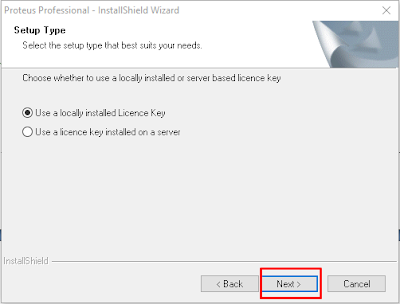 Proteus Professional - InstallShield Wizard
Setup Type
Select the setup type that best suits your needs.
Choose whether to use a locally installed or server based licence key
Use a locally installed Licence Key
Use a licence key installed on a server
InstallShield
< Back Next > Cancel